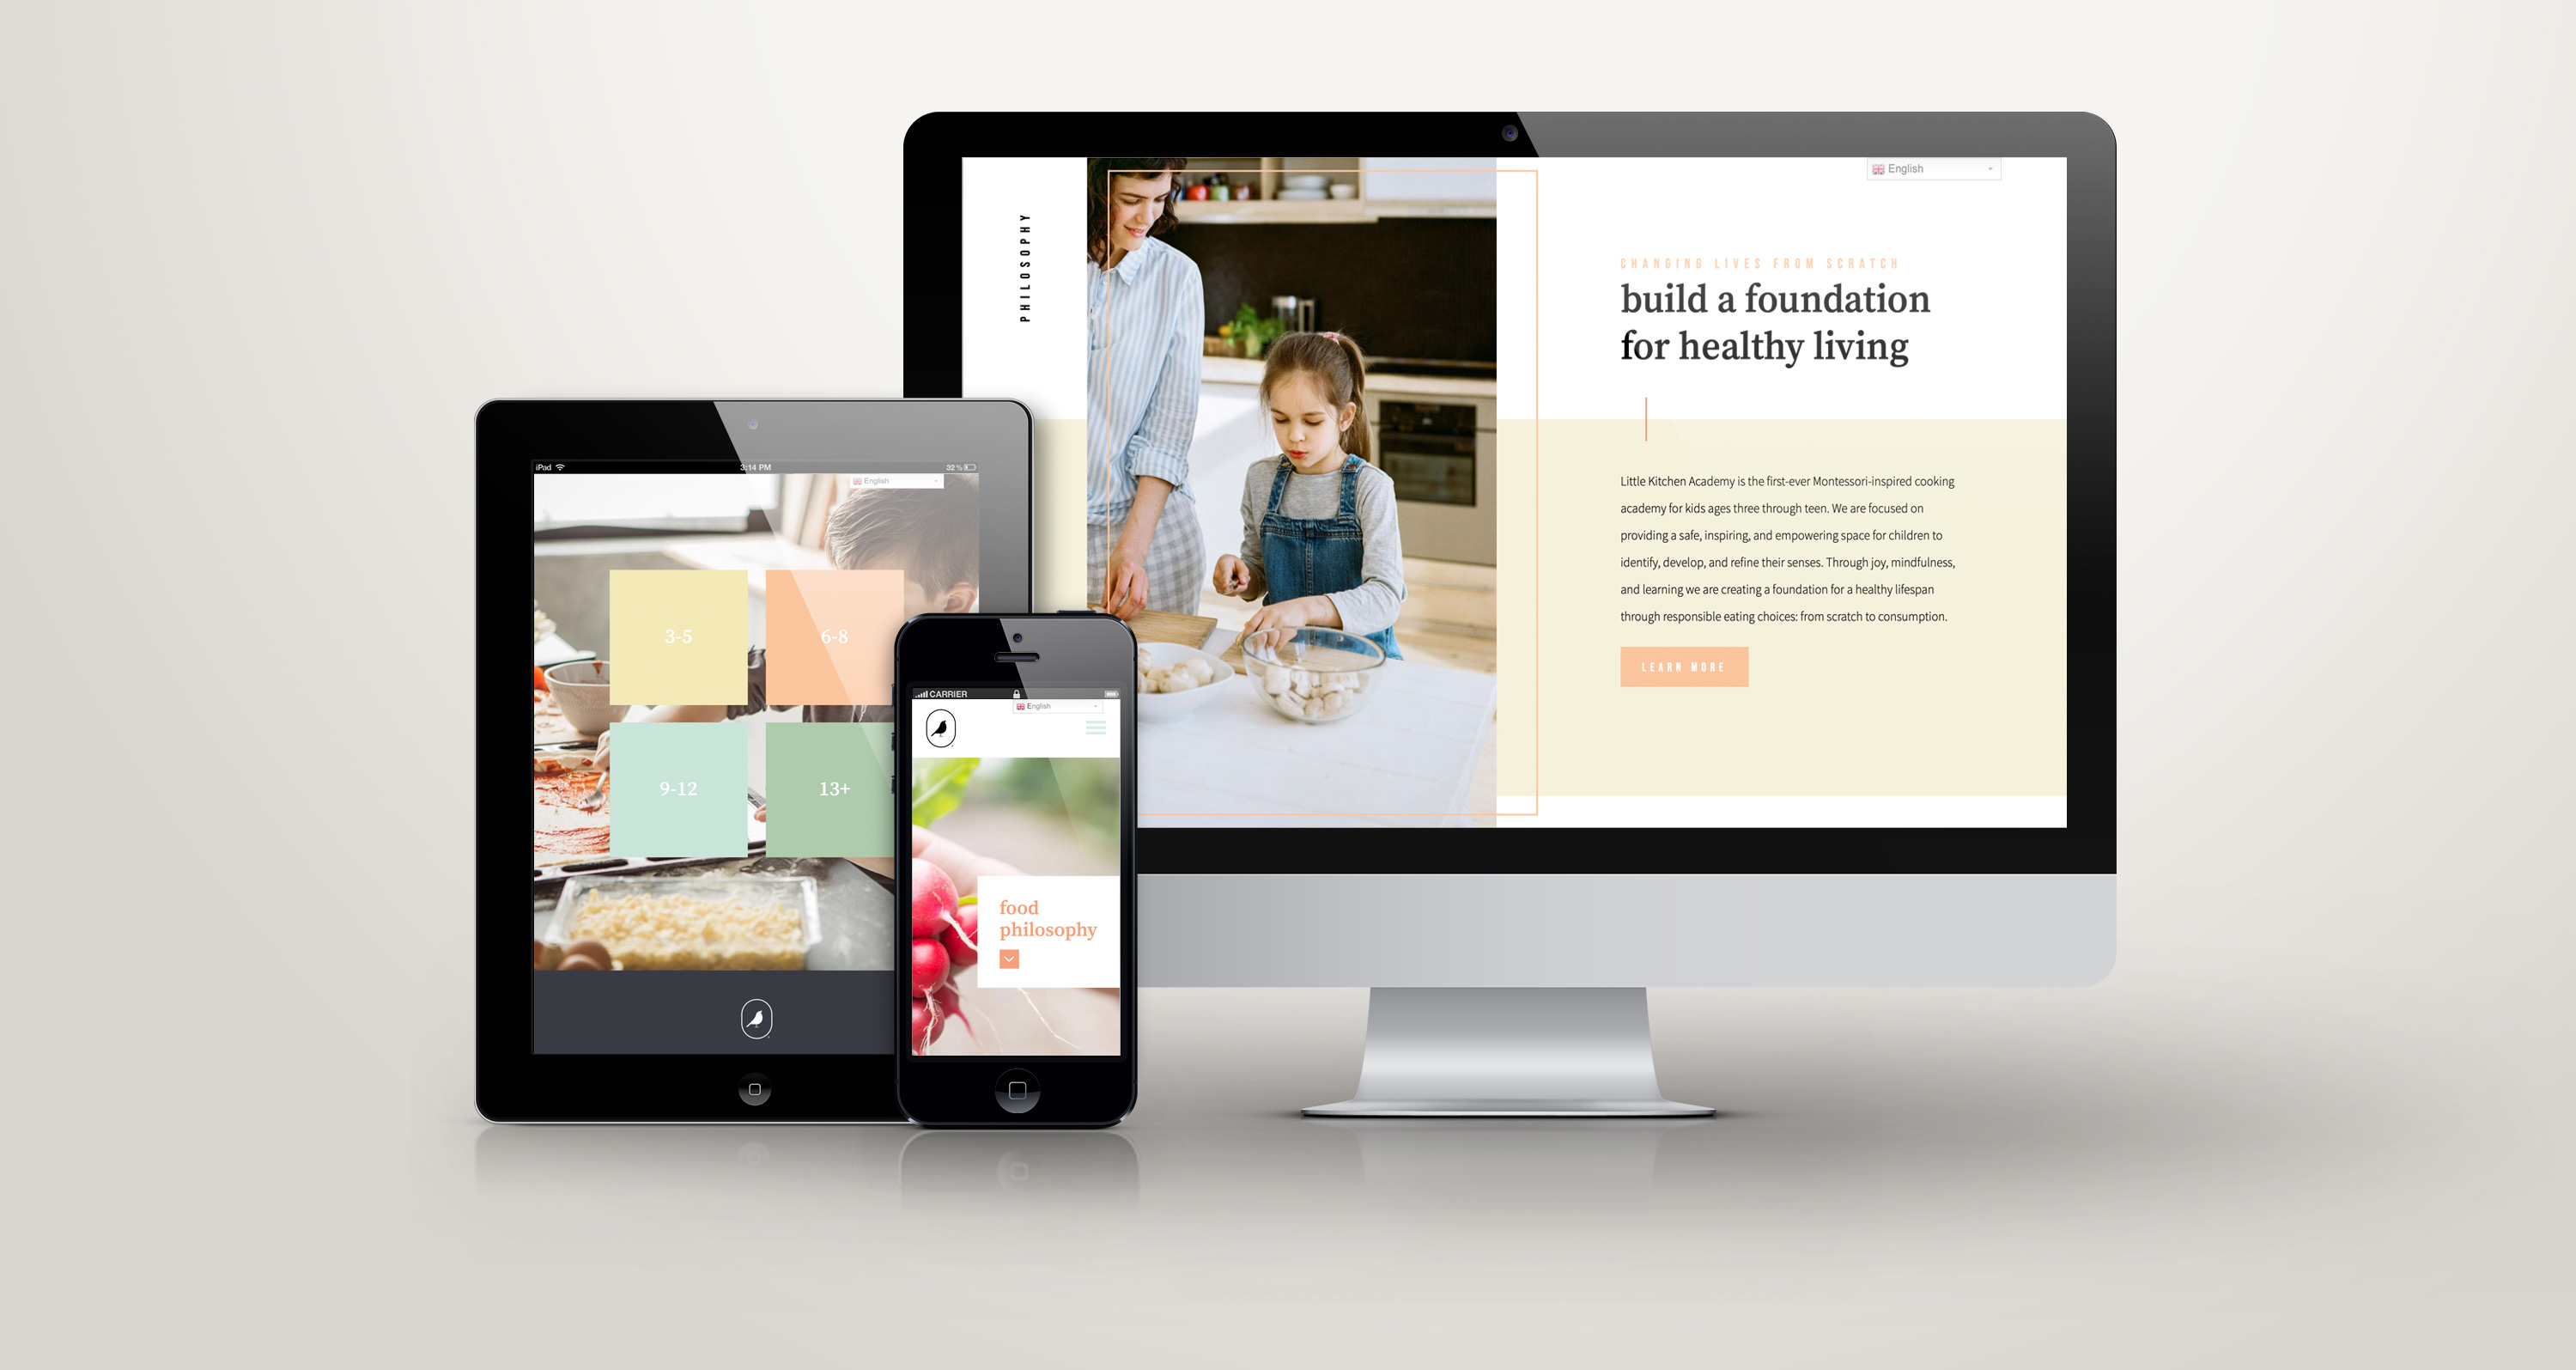 English
PHILOSOPHY
CHANGING LIVES FROM SCRATCH
build a foundation
for healthy living
Little Kitchen Academy is the first-ever Montessori-inspired cooking
academy for kids ages three through teen. We are focused on
providing a safe, inspiring, and empowering space for children to
identify, develop, and refine their senses. Through joy, mindfulness,
and learning we are creating a foundation for a healthy lifespan
through responsible eating choices: from scratch to consumption.
LEARN MORE
iPad 3:14 PM 32%
English
3-5 6-8
9-12 13+
CARRIER
English
food
philosophy